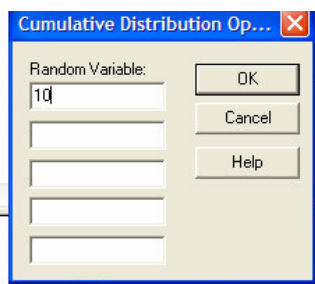 Cumulative Distribution Op...
Random Variable:
10
OK
Cancel
Help